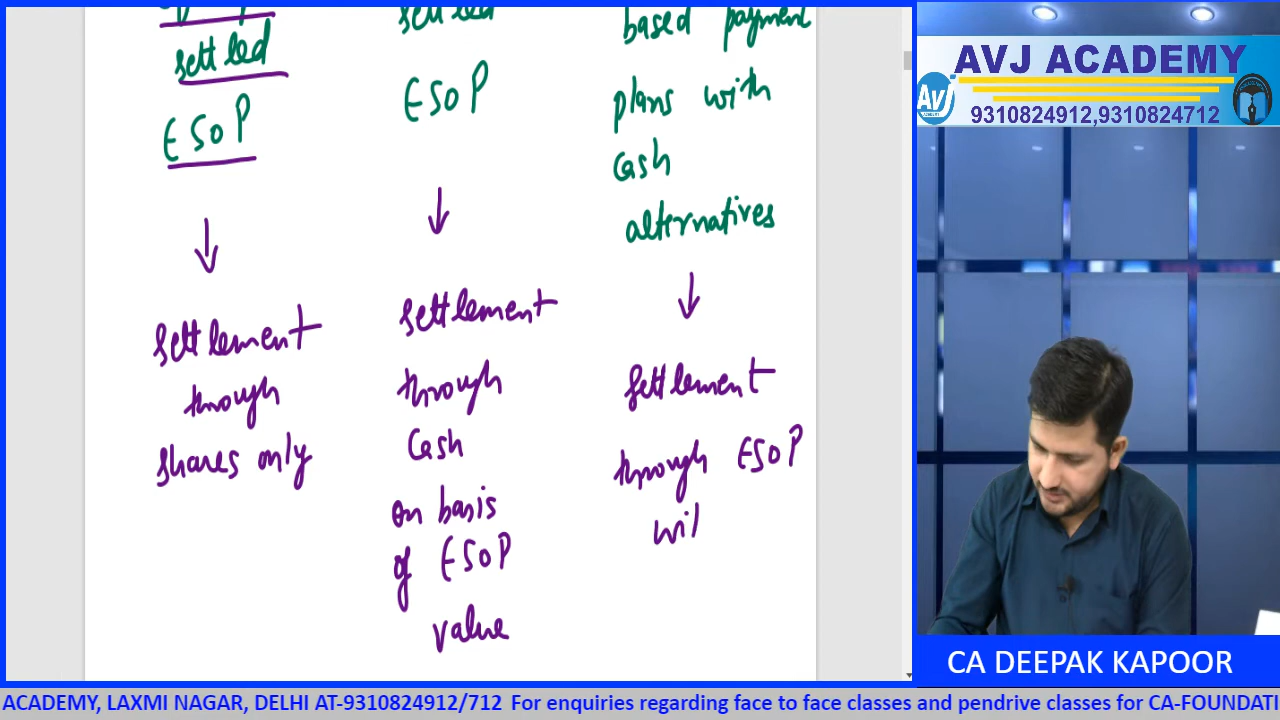 settled
ESOP
settled
ESOP
based payment
plans with
cash
alternatives
settlement
through
shares only
settlement
through
cash
on basis
of ESOP
value
settlement
through ESOP
wil
AVJ ACADEMY
AVJ
9310824912,9310824712
CA DEEPAK KAPOOR
ACADEMY, LAXMI NAGAR, DELHI AT-9310824912/712 For enquiries regarding face to face classes and pendrive classes for CA-FOUNDATI